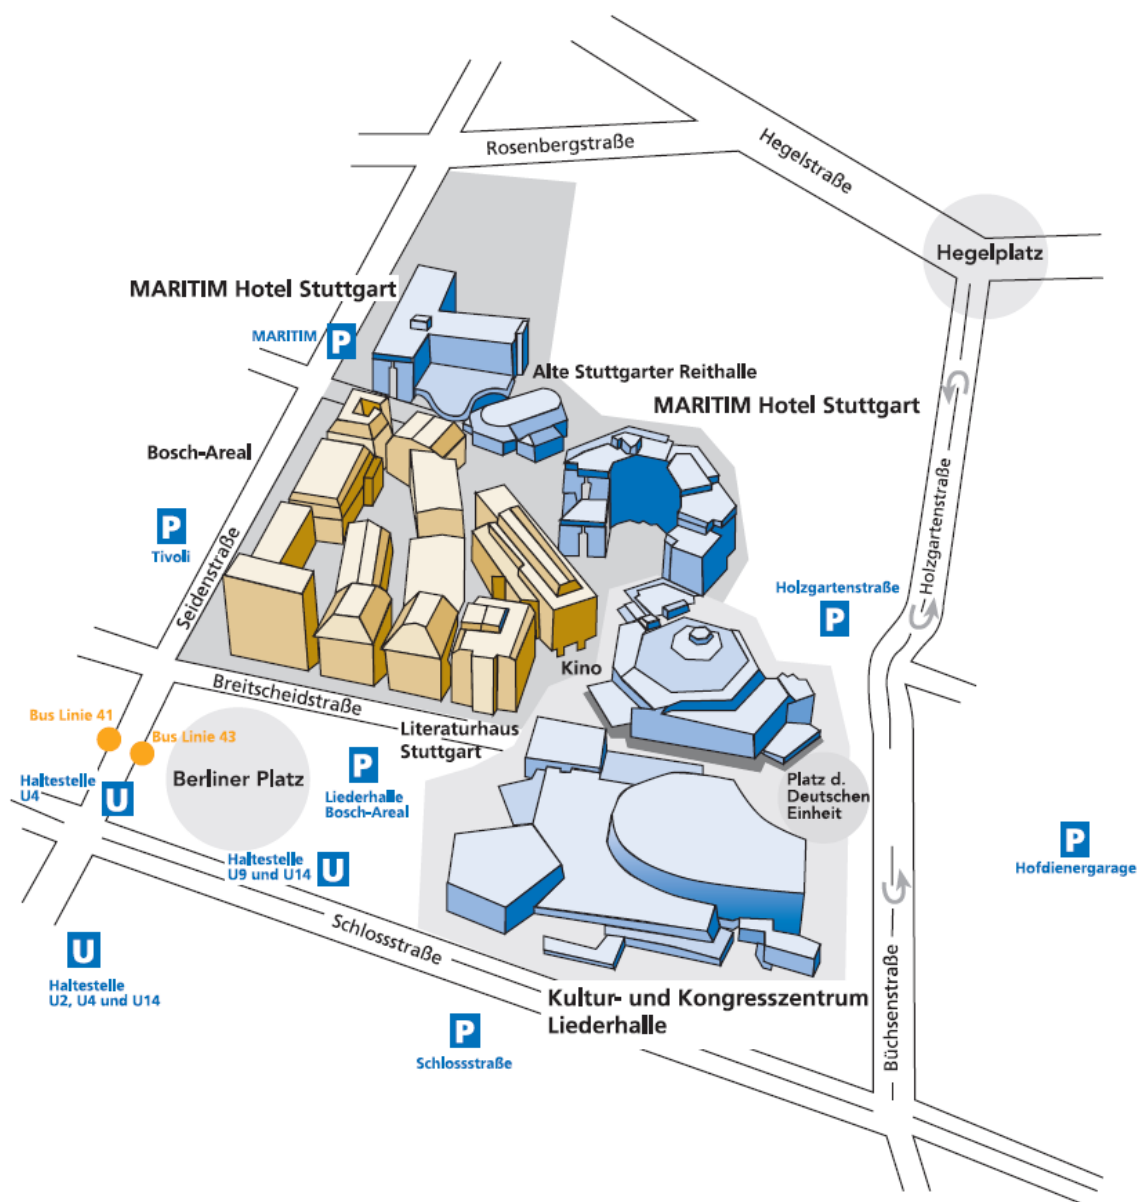 Rosenbergstraße
Hegelstraße
Hegelplatz
MARITIM Hotel Stuttgart
MARITIM
P
Alte Stuttgarter Reithalle
MARITIM Hotel Stuttgart
Bosch-Areal
P
Tivoli
Seidenstraße
Holzgartenstraße
Holzgartenstraße
P
Kino
Breitscheidstraße
Literaturhaus
Stuttgart
Bus Linie 41
Bus Linie 43
Haltestelle
U4
U
Berliner Platz
P
Liederhalle
Bosch-Areal
Platz d.
Deutschen
Einheit
P
Hofdienergarage
Haltestelle
U9 und U14
U
Schlossstraße
U
Haltestelle
U2, U4 und U14
Kultur- und Kongresszentrum
Liederhalle
P
Schlossstraße
Büchsenstraße